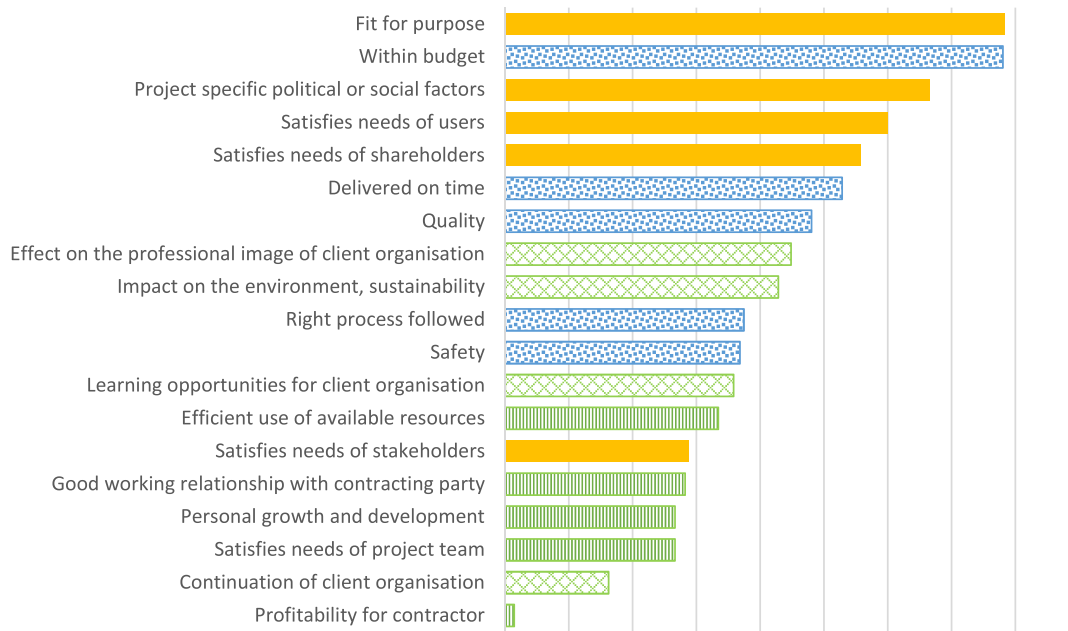 Fit for purpose
Within budget
Project specific political or social factors
Satisfies needs of users
Satisfies needs of shareholders
Delivered on time
Quality
Effect on the professional image of client organisation
Impact on the environment, sustainability
Right process followed
Safety
Learning opportunities for client organisation
Efficient use of available resources
Satisfies needs of stakeholders
Good working relationship with contracting party
Personal growth and development
Satisfies needs of project team
Continuation of client organisation
Profitability for contractor